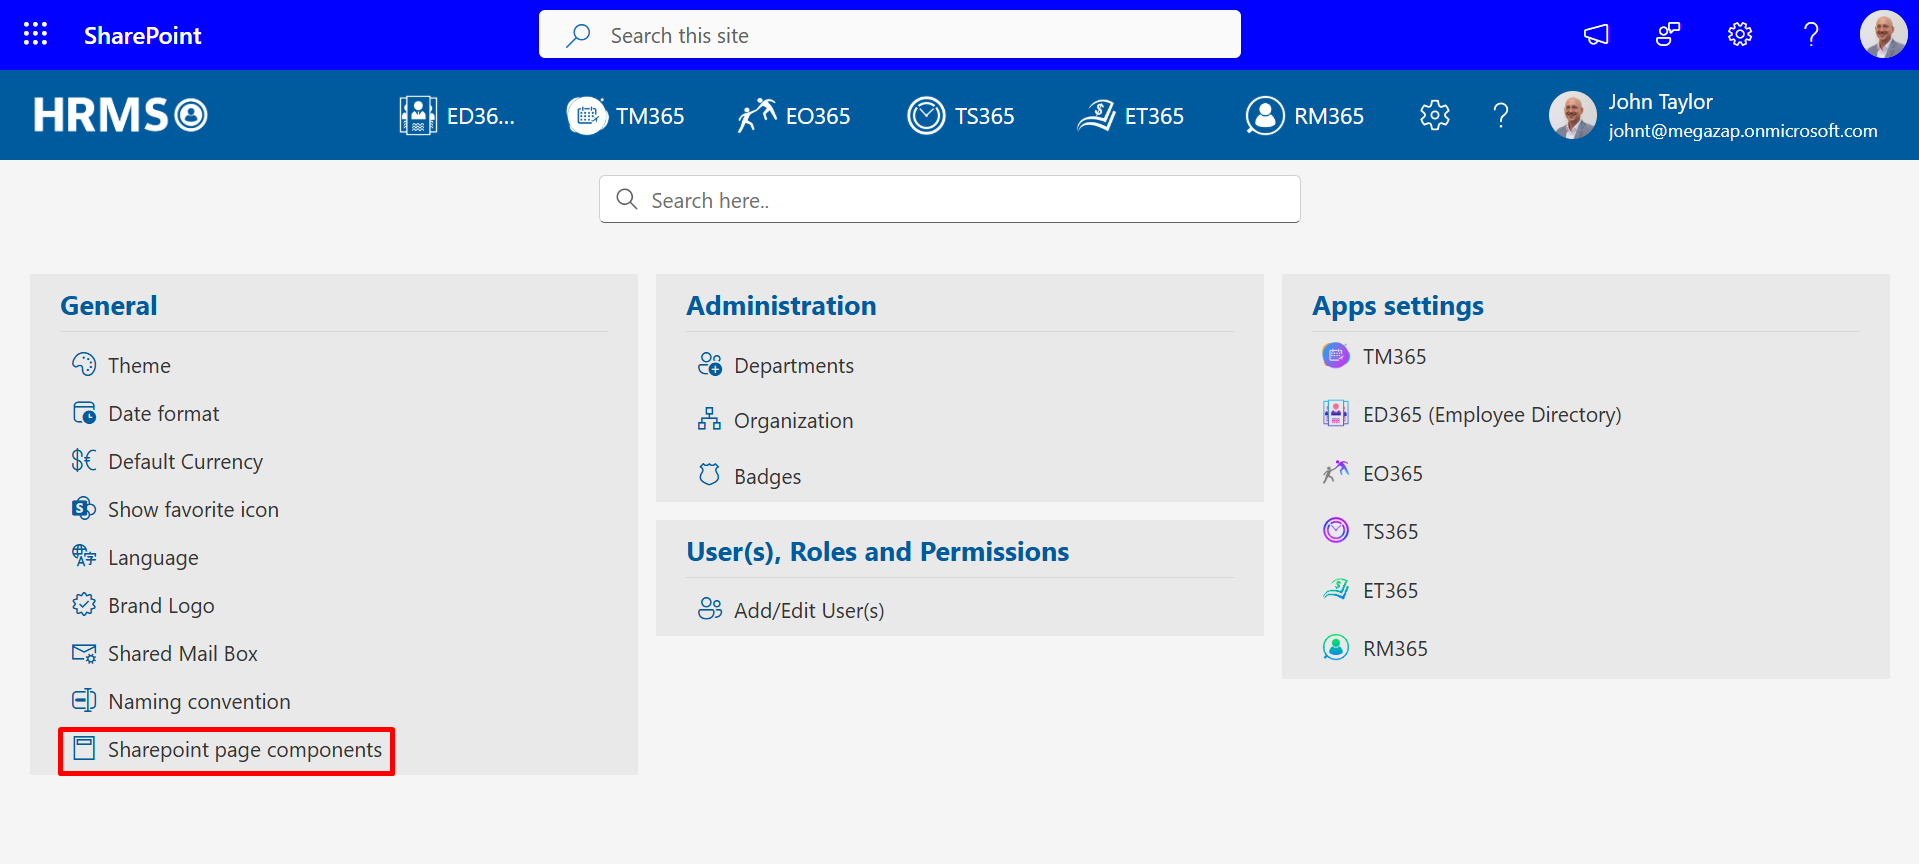 SharePoint
Search this site
HRMS
ED36...
TM365
EO365
TS365
ET365
RM365
John Taylor
johnt@megazap.onmicrosoft.com
Search here..
General
Theme
Date format
Default Currency
Show favorite icon
Language
Brand Logo
Shared Mail Box
Naming convention
Sharepoint page components
Administration
Departments
Organization
Badges
User(s), Roles and Permissions
Add/Edit User(s)
Apps settings
TM365
ED365 (Employee Directory)
EO365
TS365
ET365
RM365